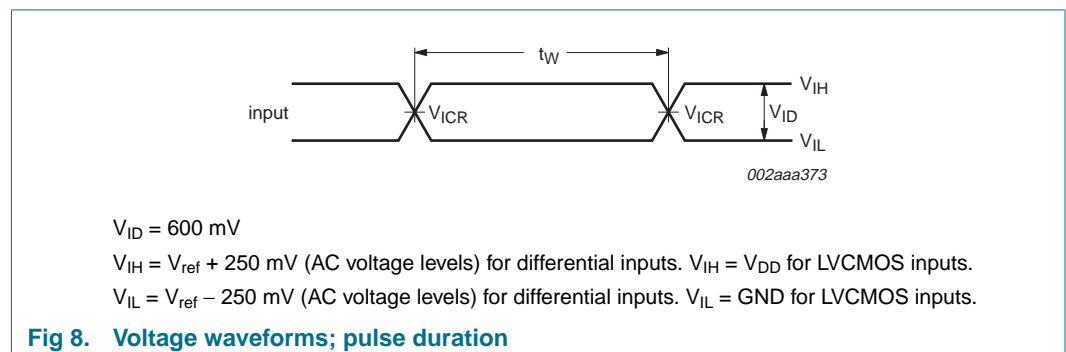 tW
input
VICR
VICR
VIH
VID
VIL
002aaa373
VID = 600 mV
VIH = Vref + 250 mV (AC voltage levels) for differential inputs. VIH = VDD for LVCMOS inputs.
VIL = Vref − 250 mV (AC voltage levels) for differential inputs. VIL = GND for LVCMOS inputs.
Fig 8. Voltage waveforms; pulse duration